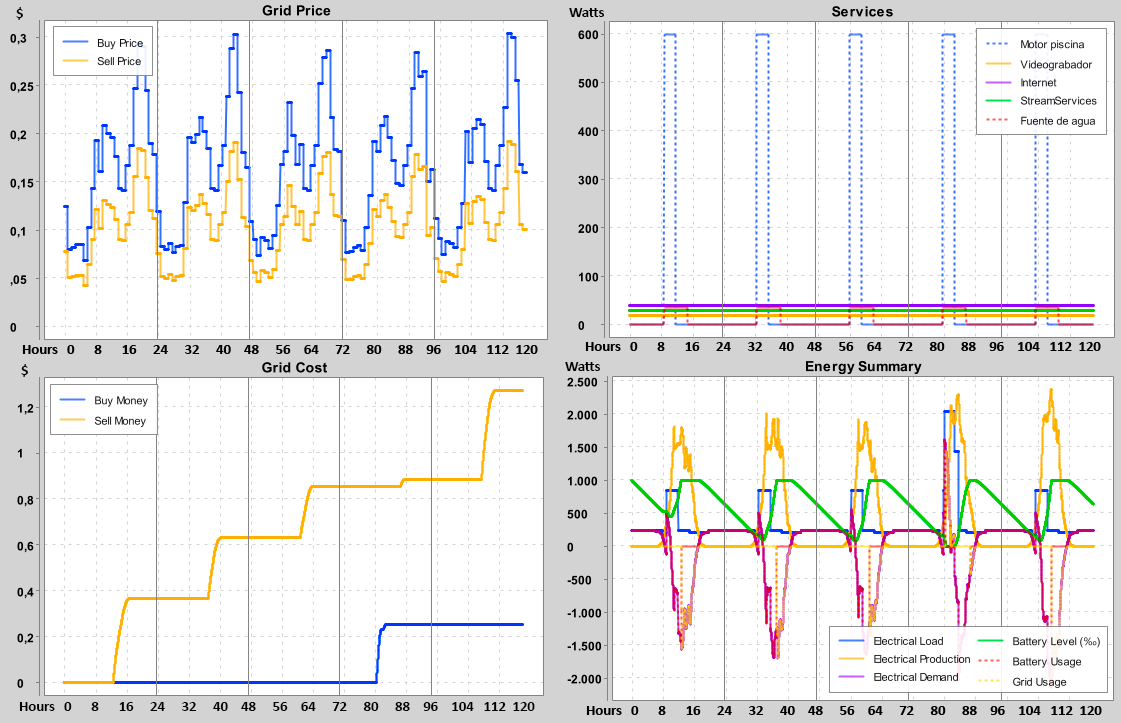 Grid Price
$
0,3
0,25
0,2
0,15
0,1
,05
0
Buy Price
Sell Price
Hours 0 8 16 24 32 40 48 56 64 72 80 88 96 104 112 120
Services
Watts
600
500
400
300
200
100
0
Motor piscina
Videograbador
Internet
StreamServices
Fuente de agua
0 8 16 24 32 40 48 56 64 72 80 88 96 104 112 120
Hours
Grid Cost
$
1,2
1
0,8
0,6
0,4
0,2
0
Buy Money
Sell Money
Hours 0 8 16 24 32 40 48 56 64 72 80 88 96 104 112 120
Energy Summary
Watts
2.500
2.000
1.500
1.000
500
0
-500
-1.000
-1.500
-2.000
Electrical Load
Electrical Production
Electrical Demand
Battery Level (‰)
Battery Usage
Grid Usage
Hours 0 8 16 24 32 40 48 56 64 72 80 88 96 104 112 120